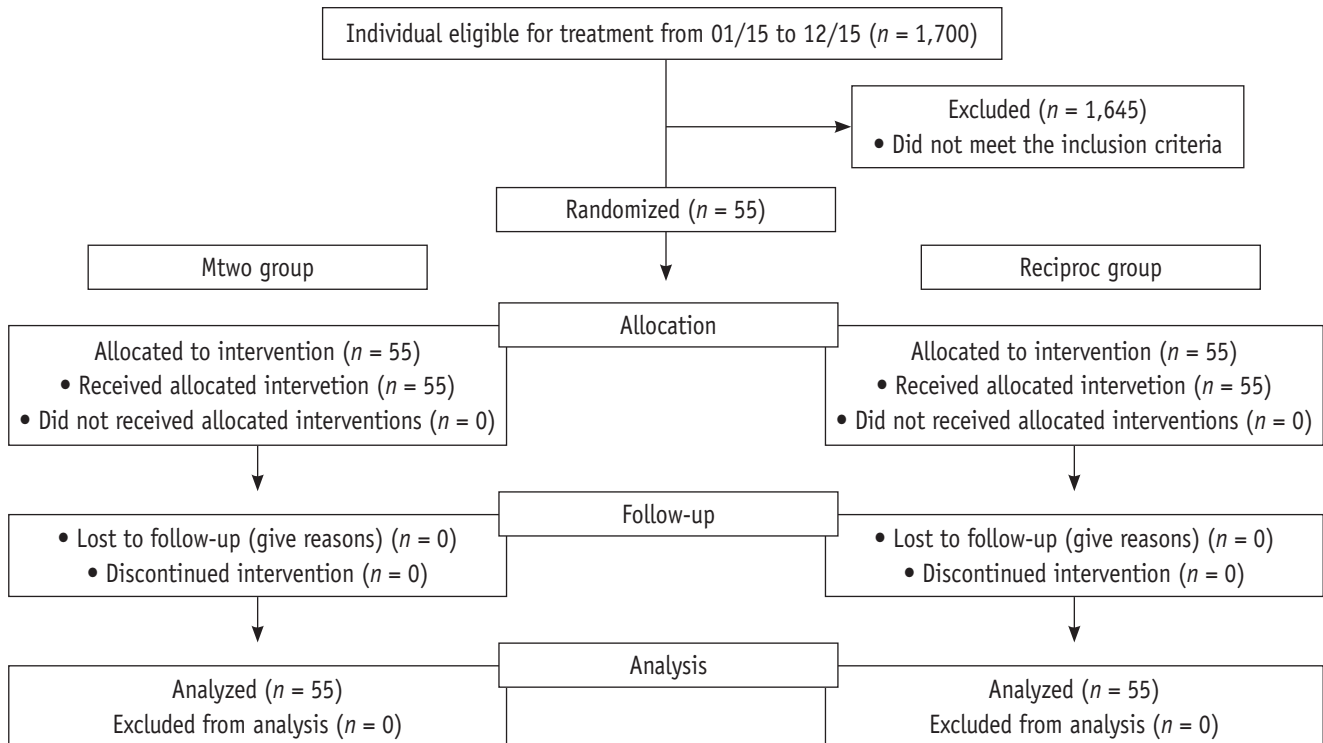 Individual eligible for treatment from 01/15 to 12/15 (n = 1,700)
Excluded (n = 1,645)
• Did not meet the inclusion criteria
Randomized (n = 55)
Mtwo group
Reciproc group
Allocation
Allocated to intervention (n = 55)
• Received allocated intervetion (n = 55)
• Did not received allocated interventions (n = 0)
Allocated to intervention (n = 55)
• Received allocated intervetion (n = 55)
• Did not received allocated interventions (n = 0)
Follow-up
• Lost to follow-up (give reasons) (n = 0)
• Discontinued intervention (n = 0)
• Lost to follow-up (give reasons) (n = 0)
• Discontinued intervention (n = 0)
Analysis
Analyzed (n = 55)
Excluded from analysis (n = 0)
Analyzed (n = 55)
Excluded from analysis (n = 0)